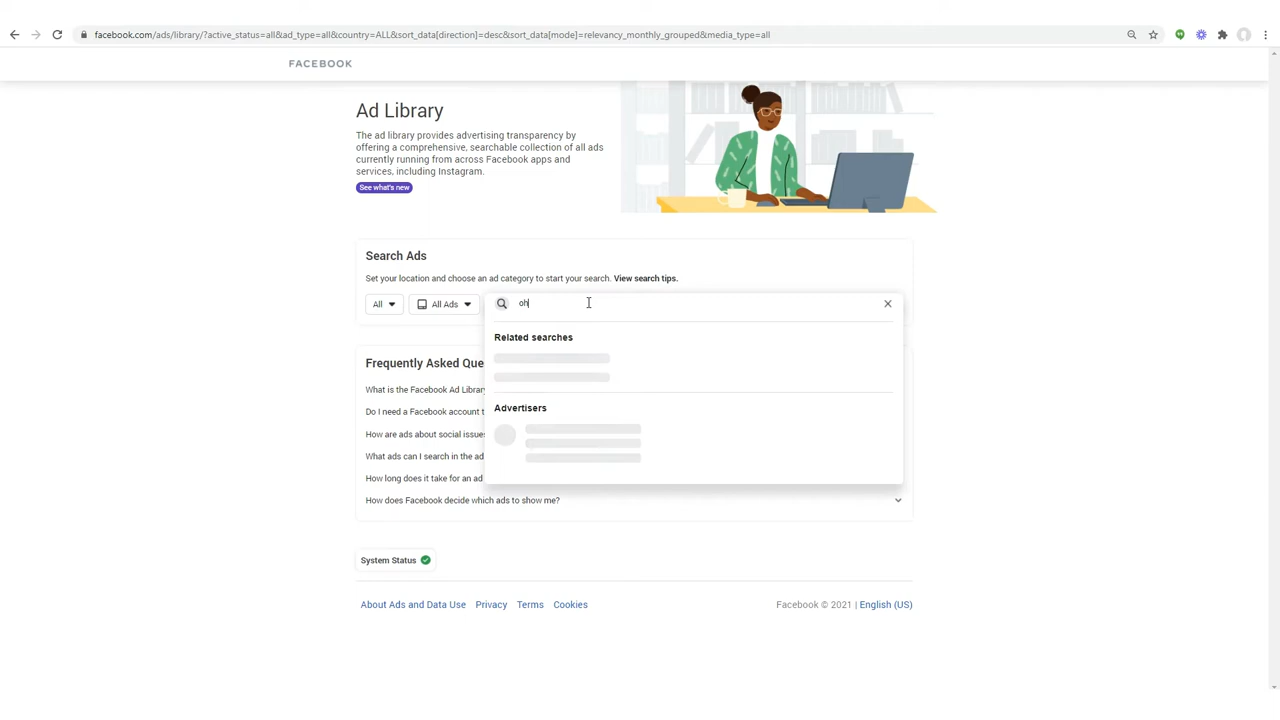 facebook.com/ads/library/?active_status=all&ad_type=all&country=ALL&sort_data[direction]=desc&sort_data[mode]=relevancy_monthly_grouped&media_type=all
FACEBOOK
Ad Library
The ad library provides advertising transparency by
offering a comprehensive, searchable collection of all ads
currently running from across Facebook apps and
services, including Instagram.
See what's new
Search Ads
Set your location and choose an ad category to start your search. View search tips.
All All Ads oh
Related searches
Frequently Asked Que
What is the Facebook Ad Library
Advertisers
Do I need a Facebook account t
How are ads about social issues
What ads can I search in the ad
How long does it take for an ad
How does Facebook decide which ads to show me?
System Status
About Ads and Data Use Privacy Terms Cookies Facebook © 2021 | English (US)